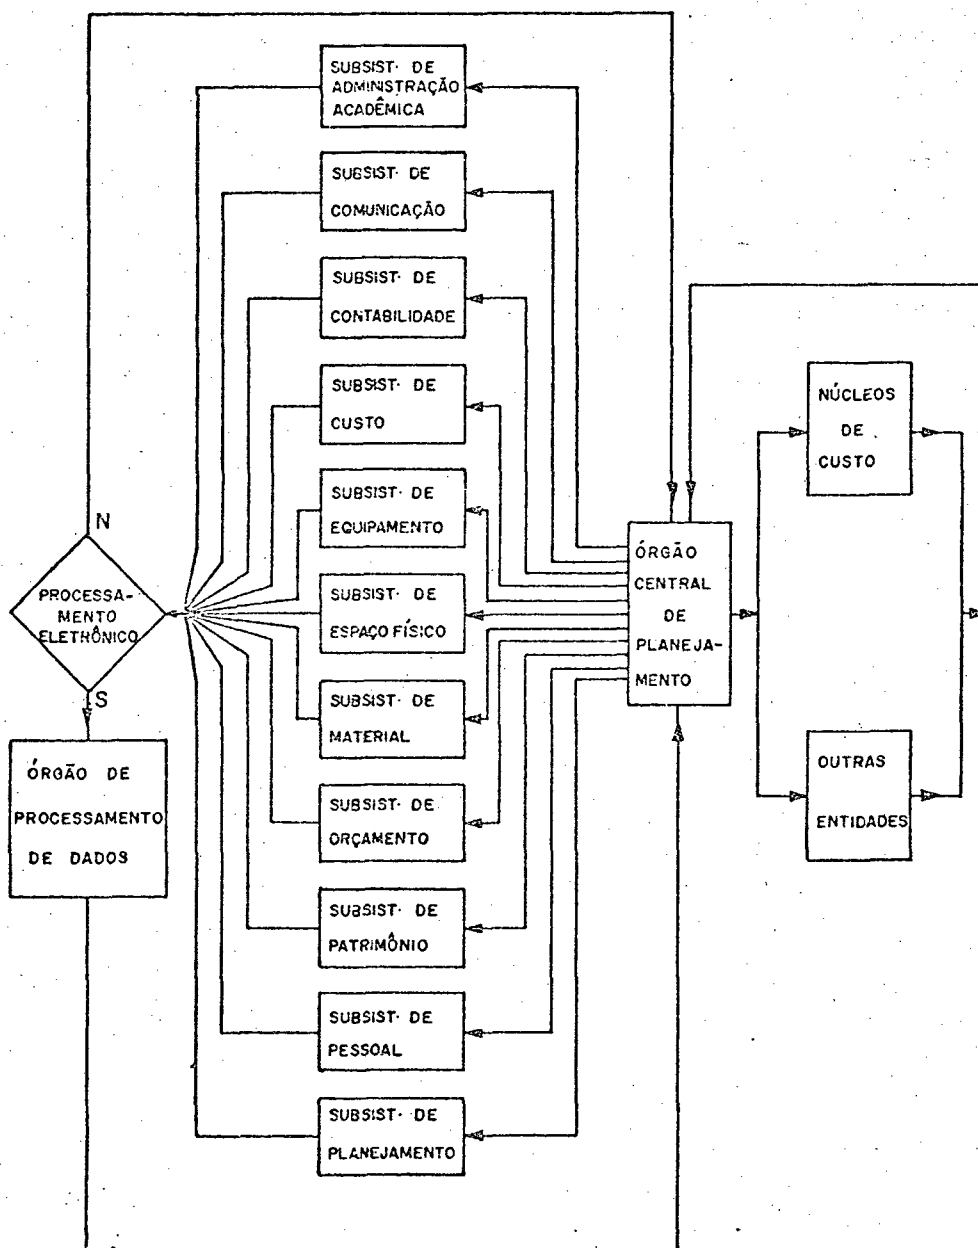 SUBSIST. DE
ADMINISTRAÇÃO
ACADÊMICA
SUBSIST. DE
COMUNICAÇÃO
SUBSIST. DE
CONTABILIDADE
SUBSIST. DE
CUSTO
SUBSIST. DE
EQUIPAMENTO
SUBSIST. DE
ESPAÇO FÍSICO
SUBSIST. DE
MATERIAL
SUBSIST. DE
ORÇAMENTO
SUBSIST. DE
PATRIMÔNIO
SUBSIST. DE
PESSOAL
SUBSIST. DE
PLANEJAMENTO
N
PROCESSA-
MENTO
ELETRÔNICO
S
ÓRGÃO DE
PROCESSAMENTO
DE DADOS
ÓRGÃO
CENTRAL
DE
PLANEJA-
MENTO
NÚCLEOS
DE
CUSTO
OUTRAS
ENTIDADES